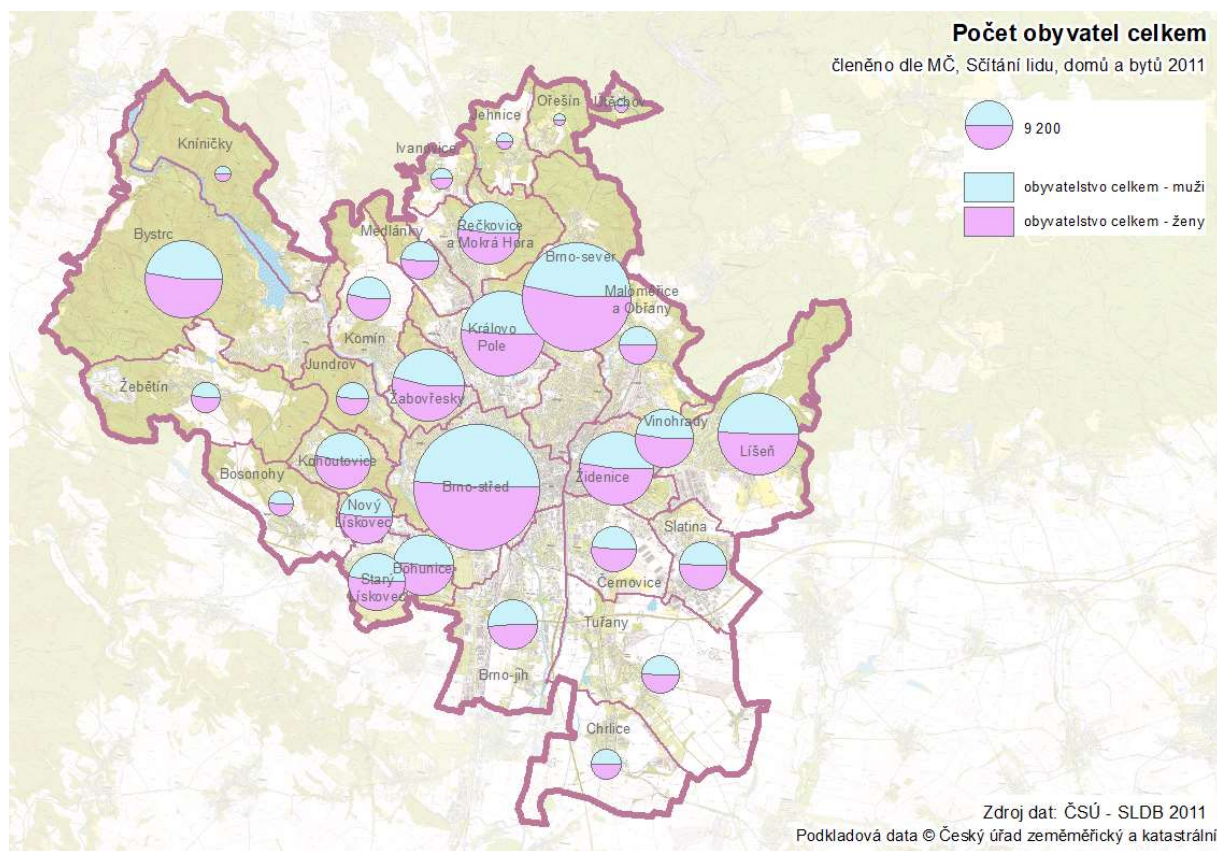 Počet obyvatel celkem
členěno dle MČ, Sčítání lidu, domů a bytů 2011
9 200
obyvatelstvo celkem - muži
obyvatelstvo celkem - ženy
Útěchov
Ořešín
Jehnice
Ivanovice
Kníničky
Řečkovice
a Mokrá Hora
Medlánky
Bystrc
Brno-sever
Maloměřice
a Obřany
Královo
Pole
Komín
Jundrov
Žebětín
Žabovřesky
Vinohrady
Líšeň
Kohoutovice
Židenice
Bosonohy
Brno-střed
Nový
Lískovec
Slatina
Bohunice
Starý
Lískovec
Černovice
Tuřany
Brno-jih
Chrlice
Zdroj dat: ČSÚ - SLDB 2011
Podkladová data © Český úřad zeměměřický a katastrální